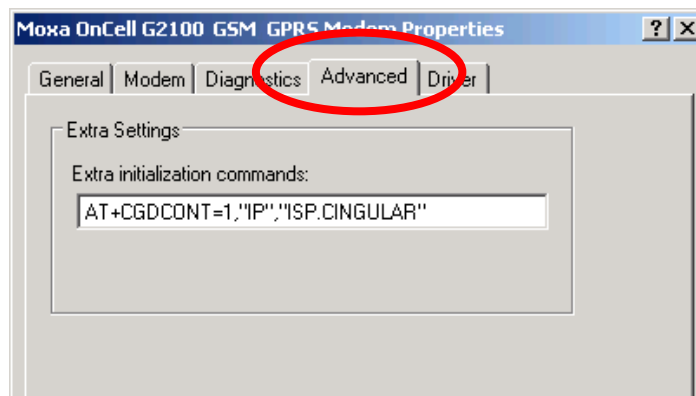 Moxa OnCell G2100 GSM GPRS Modem Properties
General Modem Diagnostics Advanced Driver
Extra Settings
Extra initialization commands:
AT+CGDCONT=1,"IP","ISP.CINGULAR"